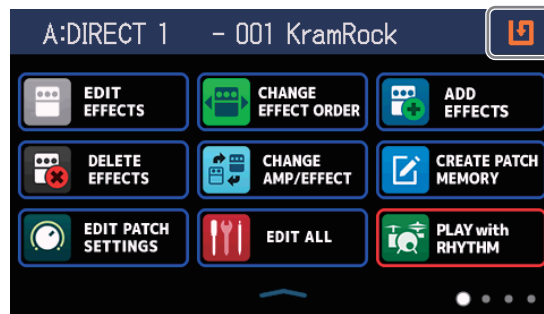 A:DIRECT 1 - 001 KramRock
EDIT
EFFECTS
CHANGE
EFFECT ORDER
ADD
EFFECTS
DELETE
EFFECTS
CHANGE
AMP/EFFECT
CREATE PATCH
MEMORY
EDIT PATCH
SETTINGS
EDIT ALL
PLAY with
RHYTHM